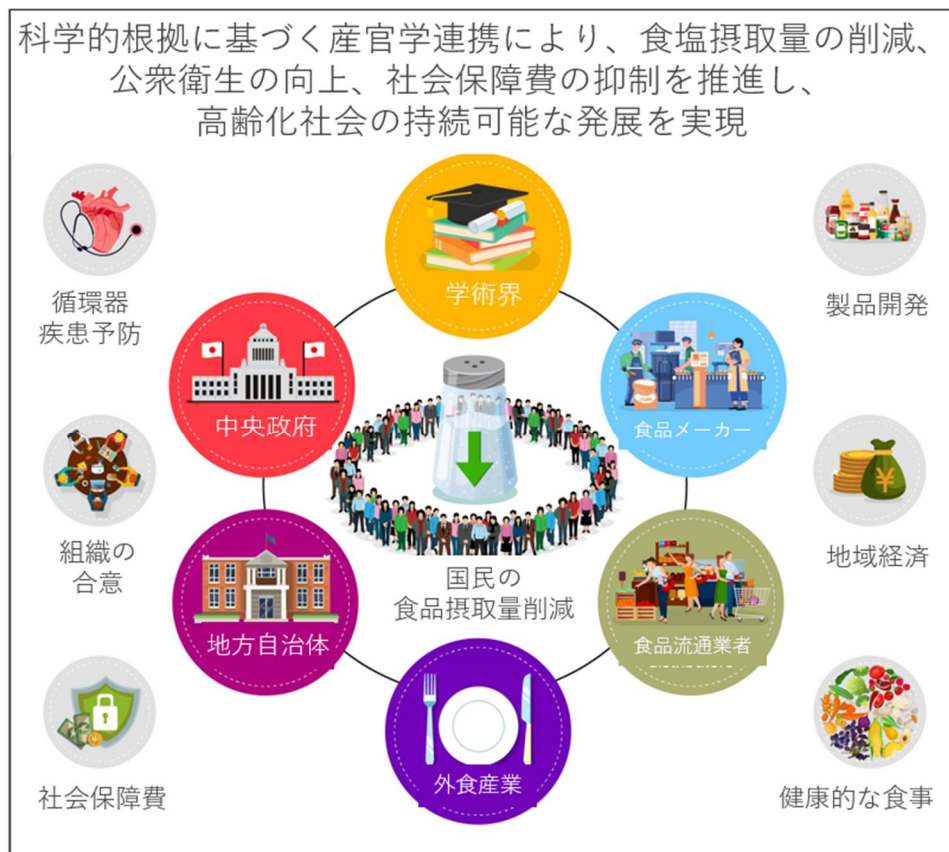 科学的根拠に基づく産官学連携により、食塩摂取量の削減、
公衆衛生の向上、社会保障費の抑制を推進し、
高齢化社会の持続可能な発展を実現
学術界
循環器
疾患予防
製品開発
中央政府
食品メーカー
組織の
合意
地域経済
国民の
食品摂取量削減
地方自治体
食品流通業者
外食産業
社会保障費
健康的な食事